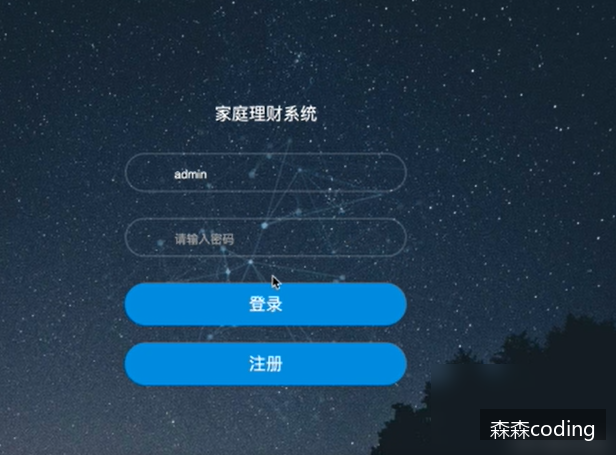 家庭理财系统
admin
请输入密码
登录
注册
森森coding